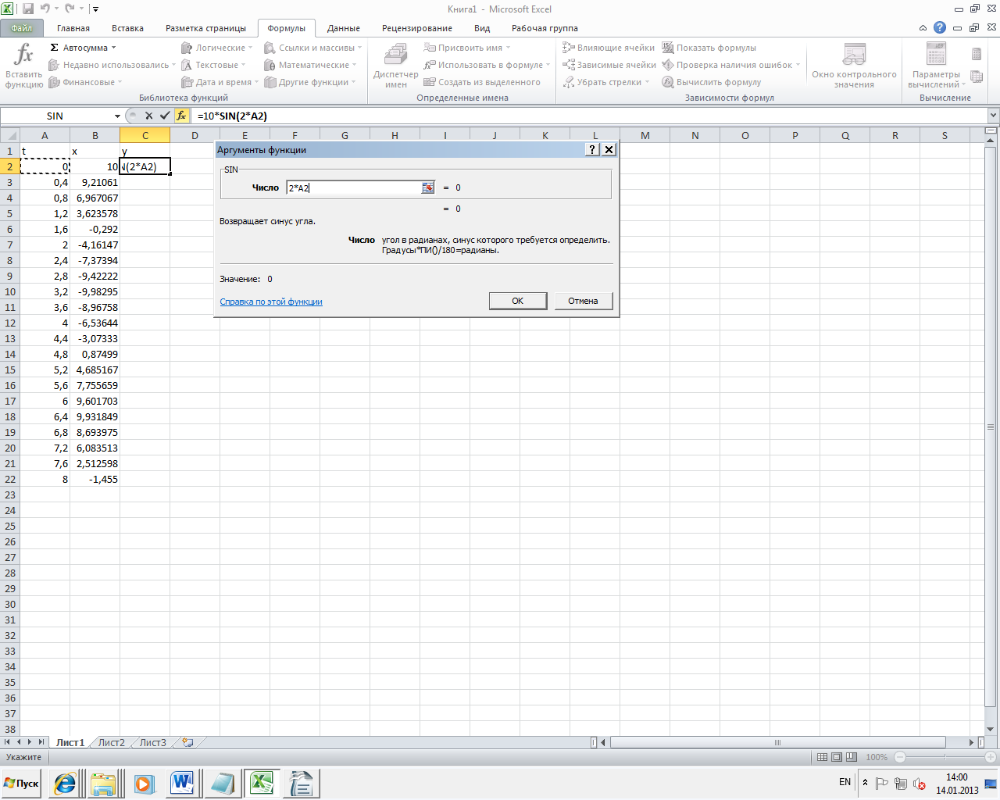 Книга1 - Microsoft Excel
Файл Главная Вставка Разметка страницы Формулы Данные Рецензирование Вид Рабочая группа
fx Σ Автосумма Логические Ссылки и массивы Присвоить имя Влияющие ячейки Показать формулы
Вставить функцию Недавно использовались Текстовые Математические Диспетчер имен Использовать в формуле Зависимые ячейки Проверка наличия ошибок Окно контрольного значения Параметры вычислений
Финансовые Дата и время Другие функции Создать из выделенного Убрать стрелки Вычислить формулу
Библиотека функций Определенные имена Зависимости формул Вычисление
SIN fx =10*SIN(2*A2)
A B C D E F G H I J K L M N O P Q R S
1 t x y
2 0 10 N(2*A2)
3 0,4 9,21061
4 0,8 6,967067
5 1,2 3,623578
6 1,6 -0,292
7 2 -4,16147
8 2,4 -7,37394
9 2,8 -9,42222
10 3,2 -9,98295
11 3,6 -8,96758
12 4 -6,53644
13 4,4 -3,07333
14 4,8 0,87499
15 5,2 4,685167
16 5,6 7,755659
17 6 9,601703
18 6,4 9,931849
19 6,8 8,693975
20 7,2 6,083513
21 7,6 2,512598
22 8 -1,455
23
24
25
26
27
28
29
30
31
32
33
34
35
36
37
38
Аргументы функции
SIN
Число 2*A2 = 0
= 0
Возвращает синус угла.
Число угол в радианах, синус которого требуется определить.
Градусы*ПИ()/180=радианы.
Значение: 0
Справка по этой функции OK Отмена
Лист1 Лист2 Лист3
Укажите 100%
Пуск EN 14:00
14.01.2013